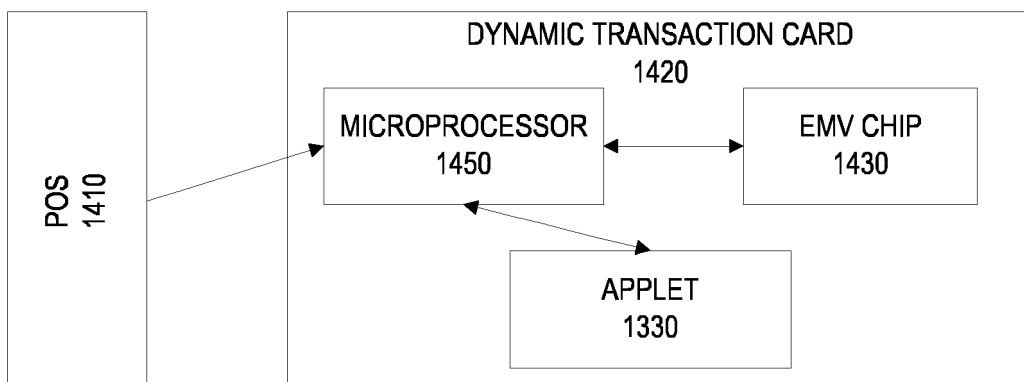 DYNAMIC TRANSACTION CARD
1420
MICROPROCESSOR
1450
EMV CHIP
1430
POS
1410
APPLET
1330